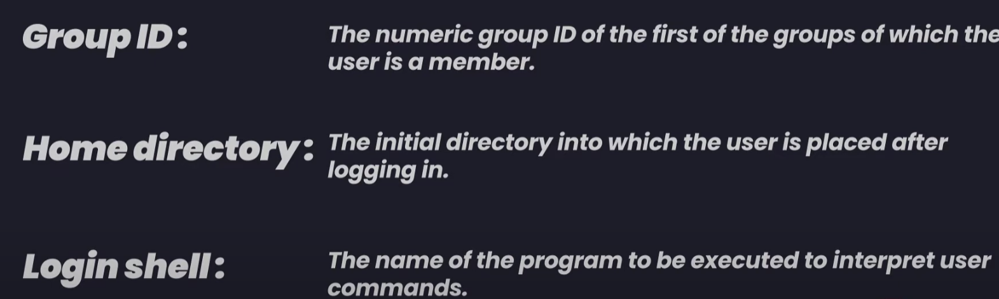 Group ID :
The numeric group ID of the first of the groups of which the
user is a member.
Home directory :
The initial directory into which the user is placed after
logging in.
Login shell :
The name of the program to be executed to interpret user
commands.